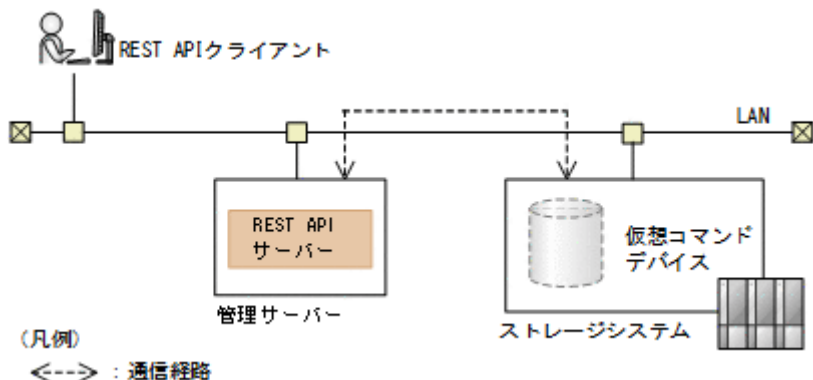 REST APIクライアント
LAN
REST API
サーバー
仮想コマンド
デバイス
管理サーバー
ストレージシステム
(凡例)
：通信経路